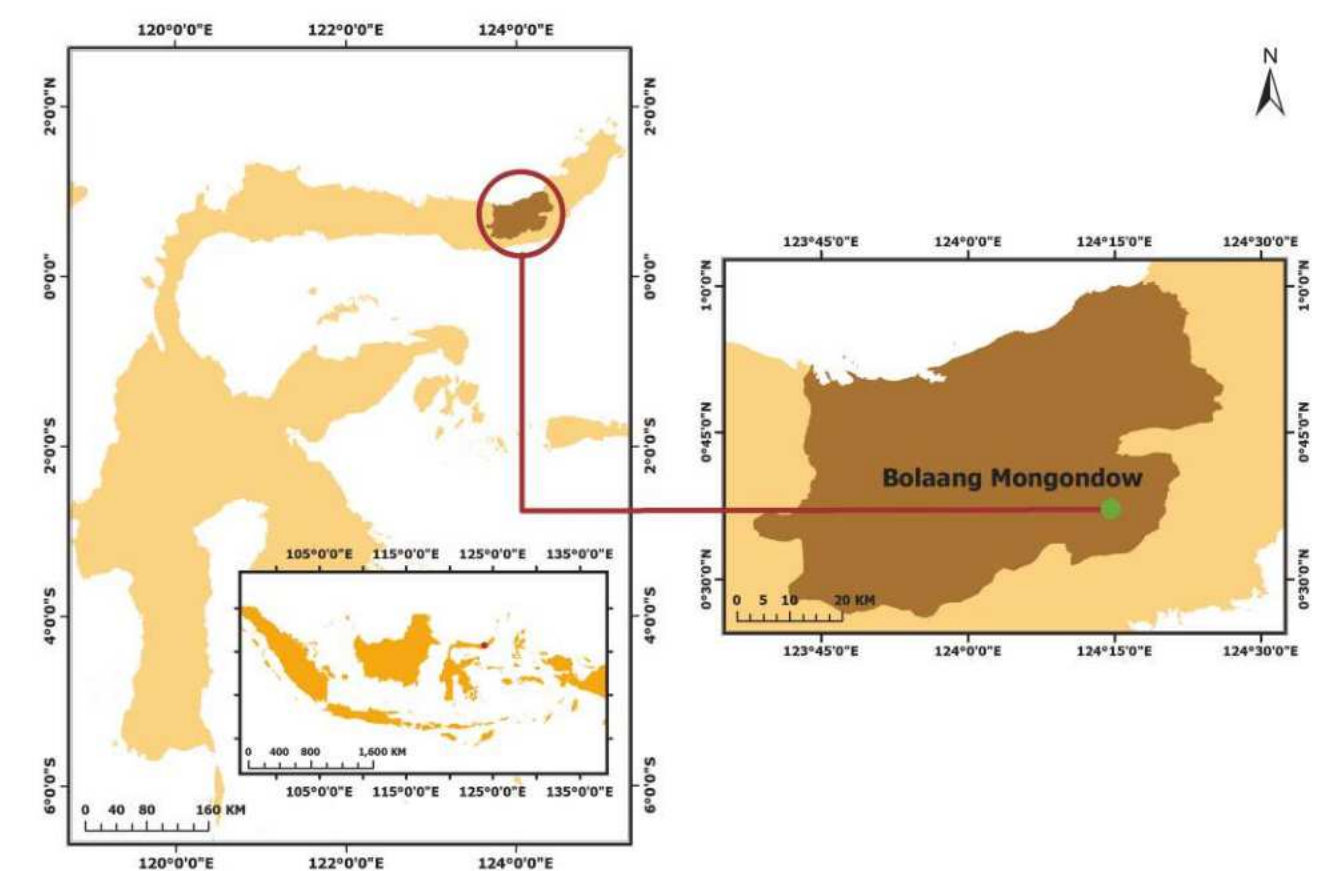 120°0'0"E 122°0'0"E 124°0'0"E
N
2°0'0"N 2°0'0"N
123°45'0"E 124°0'0"E 124°15'0"E 124°30'0"E
0°0'0" 0°0'0"
1°0'0"N 1°0'0"N
2°0'0"S 2°0'0"S
0°45'0"N 0°45'0"N
Bolaang Mongondow
0°30'0"N 0°30'0"N
0 5 10 20 KM
123°45'0"E 124°0'0"E 124°15'0"E 124°30'0"E
105°0'0"E 115°0'0"E 125°0'0"E 135°0'0"E
4°0'0"S 4°0'0"S
0 400 800 1,600 KM
105°0'0"E 115°0'0"E 125°0'0"E 135°0'0"E
6°0'0"S 6°0'0"S
0 40 80 160 KM
120°0'0"E 122°0'0"E 124°0'0"E